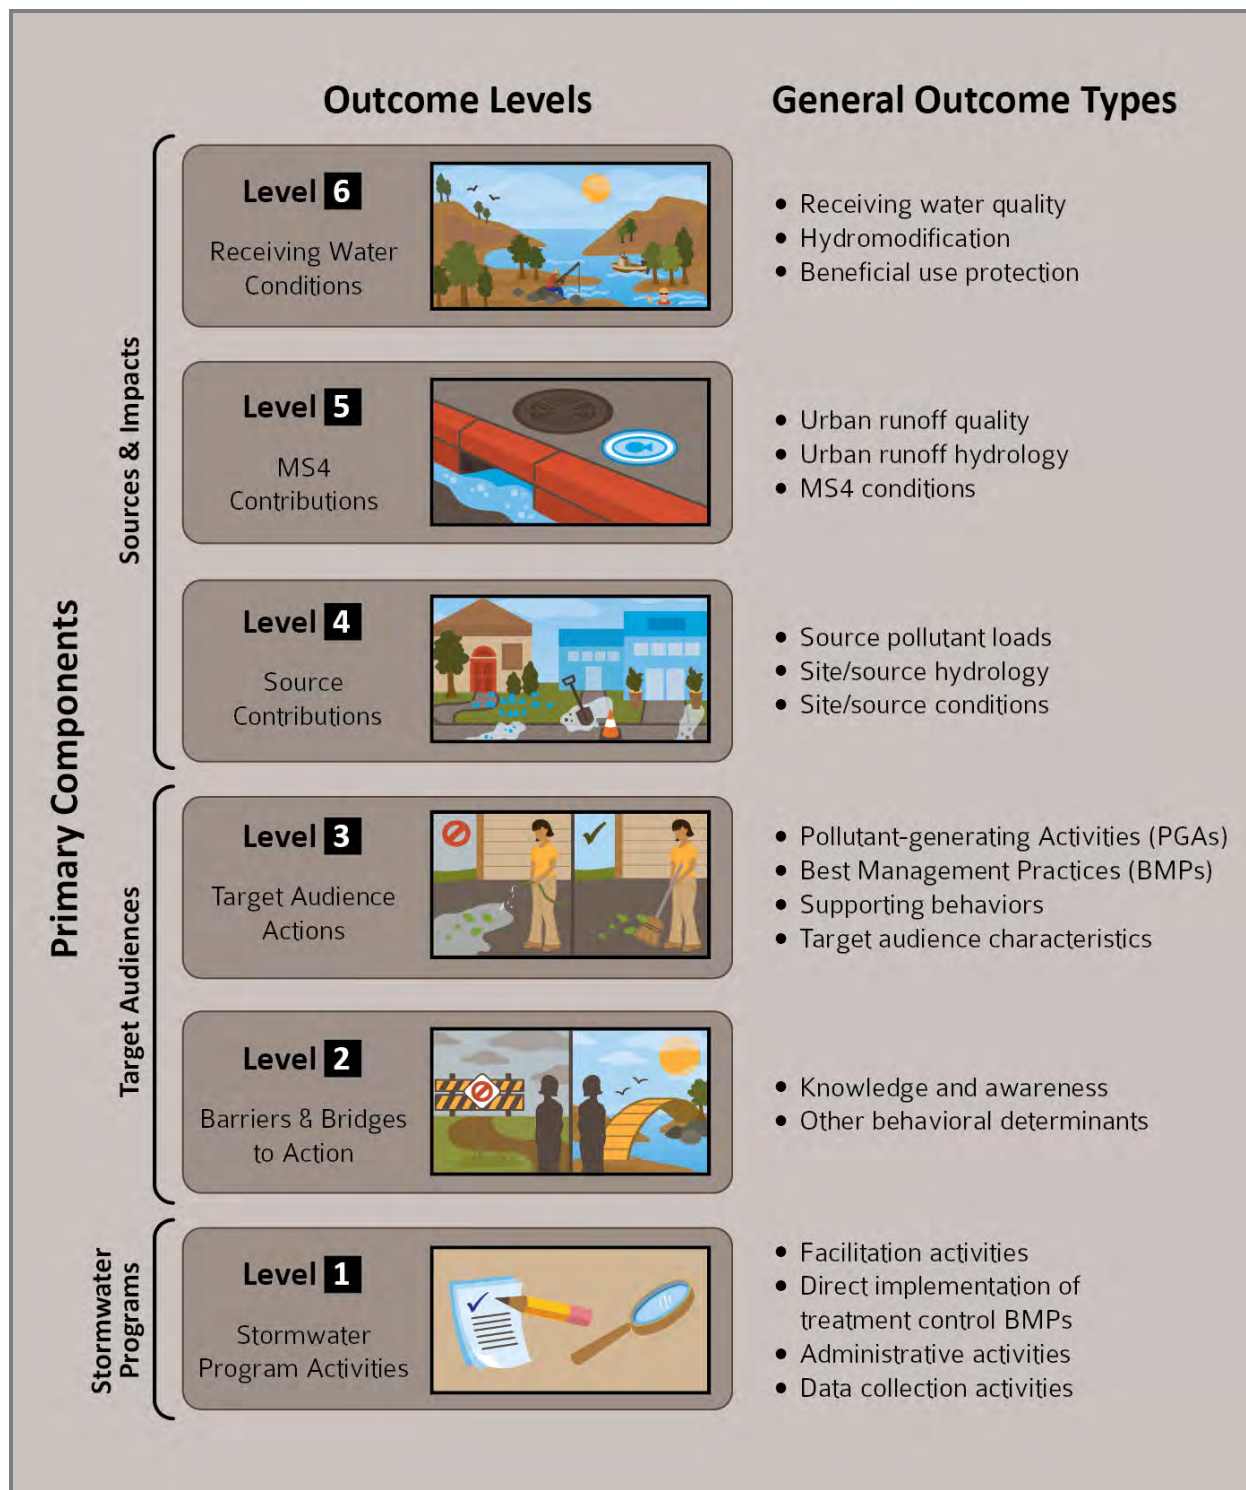 Outcome Levels
General Outcome Types
Primary Components
Sources & Impacts
Level 6
Receiving Water
Conditions
• Receiving water quality
• Hydromodification
• Beneficial use protection
Level 5
MS4
Contributions
• Urban runoff quality
• Urban runoff hydrology
• MS4 conditions
Level 4
Source
Contributions
• Source pollutant loads
• Site/source hydrology
• Site/source conditions
Target Audiences
Level 3
Target Audience
Actions
• Pollutant-generating Activities (PGAs)
• Best Management Practices (BMPs)
• Supporting behaviors
• Target audience characteristics
Level 2
Barriers & Bridges
to Action
• Knowledge and awareness
• Other behavioral determinants
Stormwater
Programs
Level 1
Stormwater
Program Activities
• Facilitation activities
• Direct implementation of
treatment control BMPs
• Administrative activities
• Data collection activities